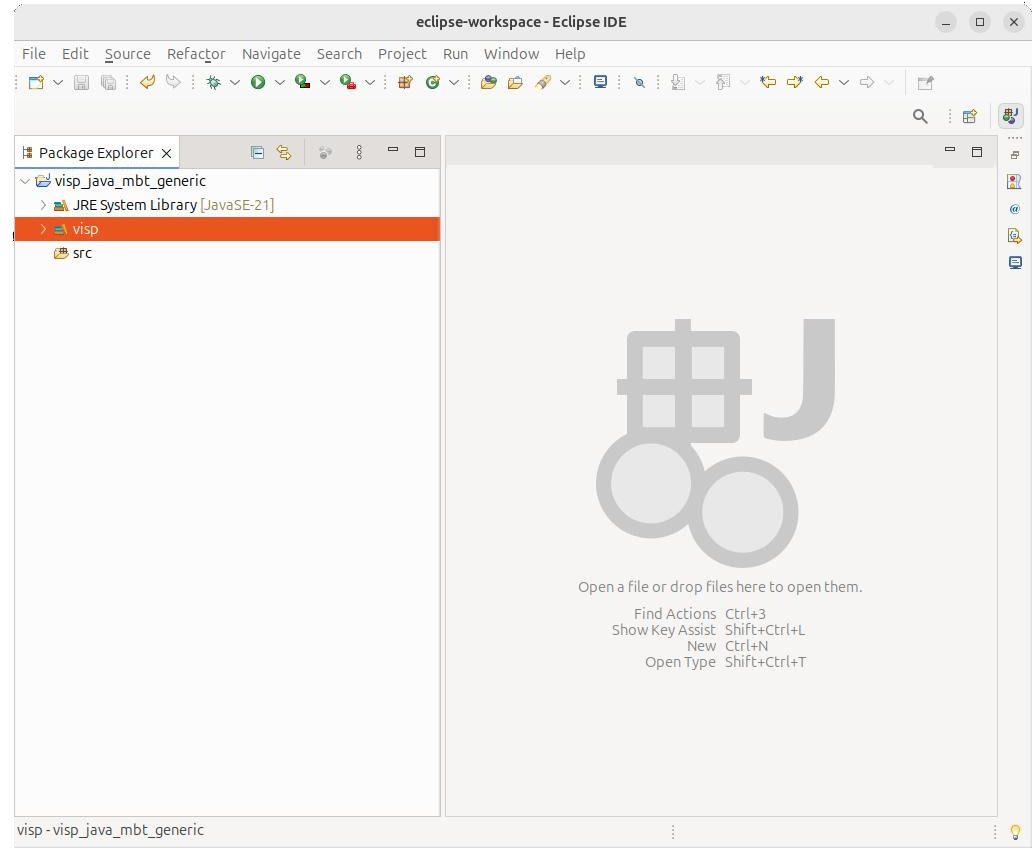 eclipse-workspace - Eclipse IDE
File Edit Source Refactor Navigate Search Project Run Window Help
Package Explorer
visp_java_mbt_generic
JRE System Library [JavaSE-21]
visp
src
J
Open a file or drop files here to open them.
Find Actions Ctrl+3
Show Key Assist Shift+Ctrl+L
New Ctrl+N
Open Type Shift+Ctrl+T
visp - visp_java_mbt_generic